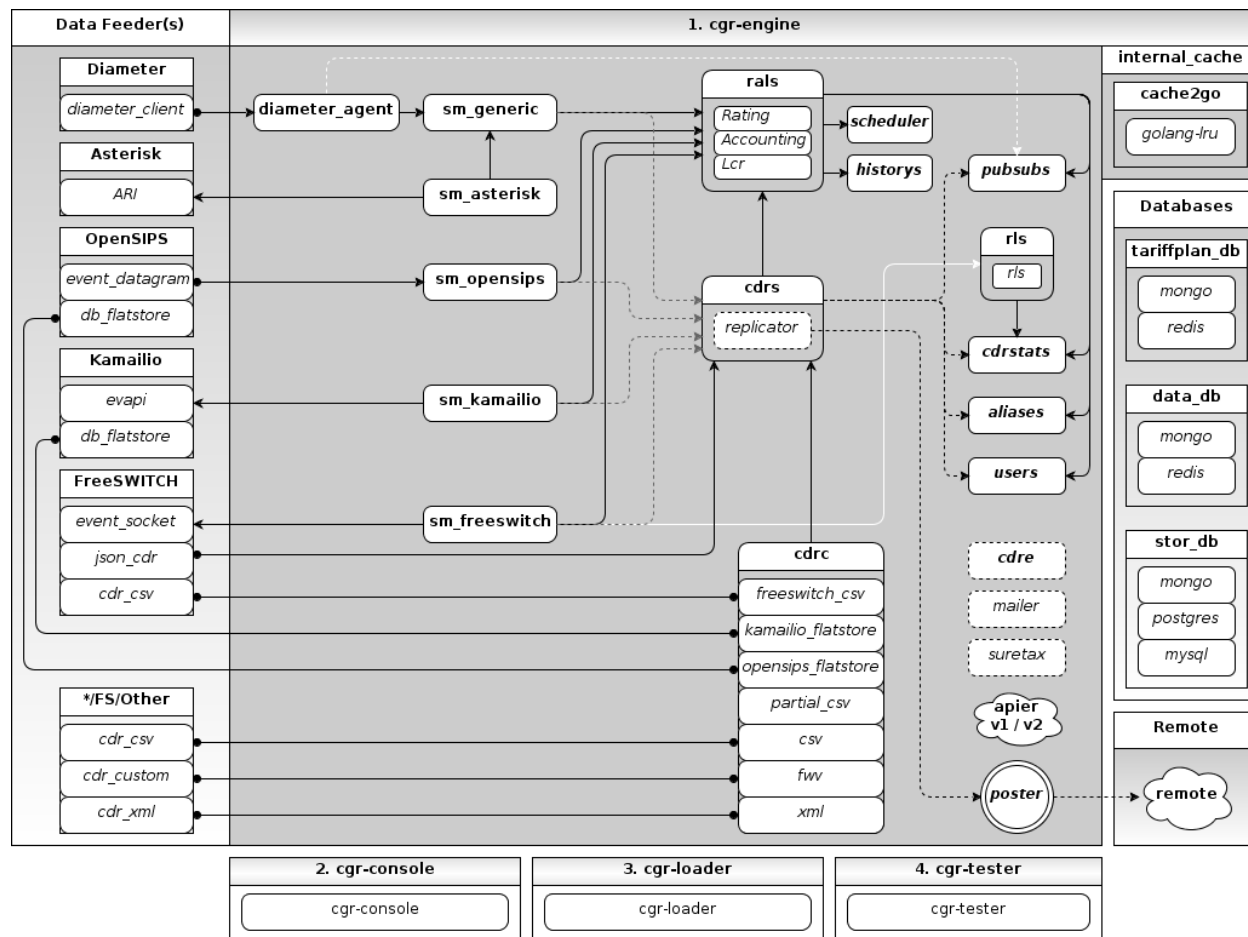 Data Feeder(s)
1. cgr-engine
Diameter
diameter_client
Asterisk
ARI
OpenSIPS
event_datagram
db_flatstore
Kamailio
evapi
db_flatstore
FreeSWITCH
event_socket
json_cdr
cdr_csv
*/FS/Other
cdr_csv
cdr_custom
cdr_xml
diameter_agent
sm_generic
sm_asterisk
sm_opensips
sm_kamailio
sm_freeswitch
rals
Rating
Accounting
Lcr
cdrs
replicator
cdrc
freeswitch_csv
kamailio_flatstore
opensips_flatstore
partial_csv
csv
fwv
xml
scheduler
historys
pubsubs
rls
rls
cdrstats
aliases
users
cdre
mailer
suretax
apier
v1 / v2
poster
internal_cache
cache2go
golang-lru
Databases
tariffplan_db
mongo
redis
data_db
mongo
redis
stor_db
mongo
postgres
mysql
Remote
remote
2. cgr-console
cgr-console
3. cgr-loader
cgr-loader
4. cgr-tester
cgr-tester